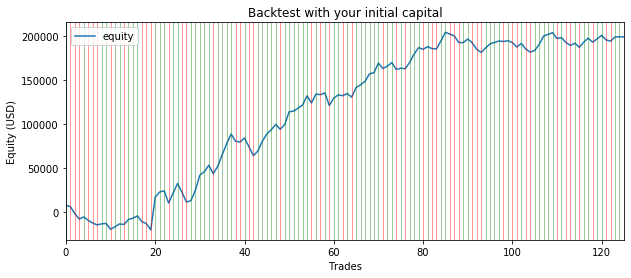 Backtest with your initial capital
equity
200000
150000
100000
50000
0
Equity (USD)
0 20 40 60 80 100 120
Trades